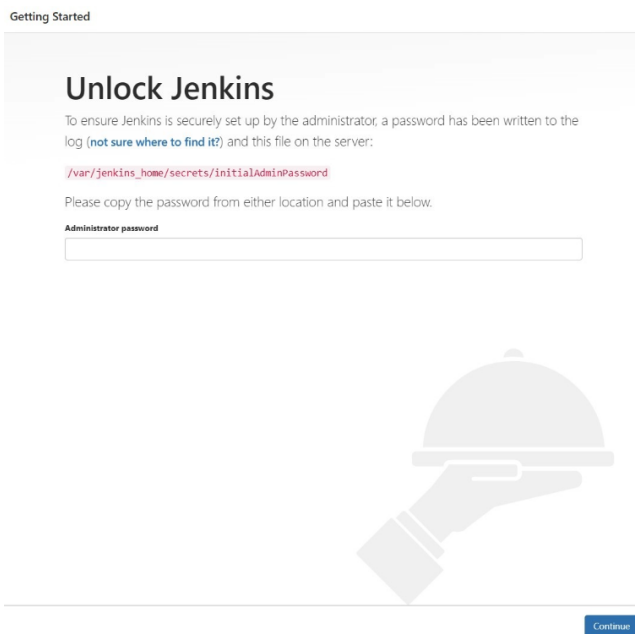 Getting Started
Unlock Jenkins
To ensure Jenkins is securely set up by the administrator, a password has been written to the
log (not sure where to find it?) and this file on the server:
/var/jenkins_home/secrets/initialAdminPassword
Please copy the password from either location and paste it below.
Administrator password
Continue